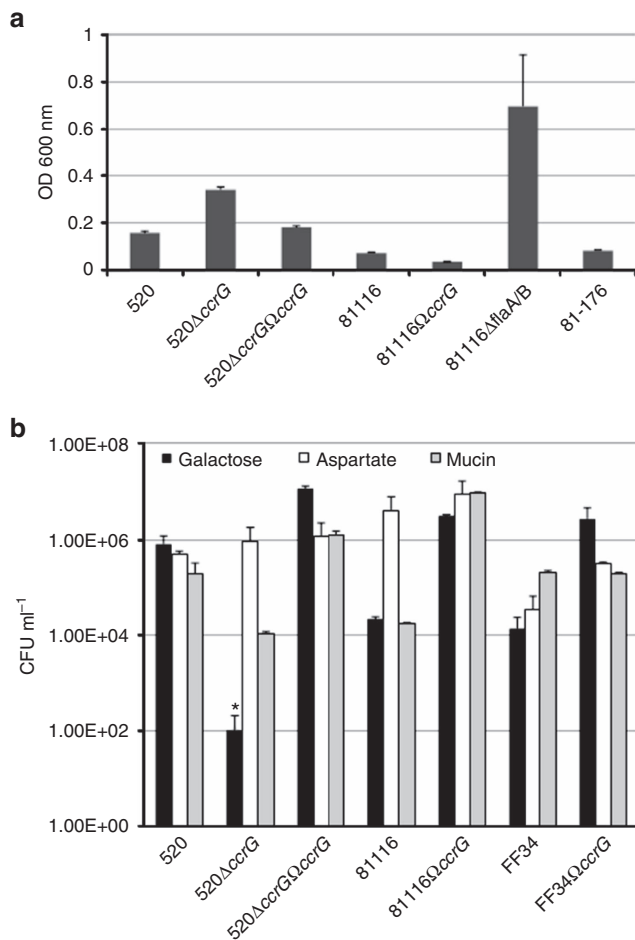 a
OD 600 nm
1
0.8
0.6
0.4
0.2
0
520
520ΔccrG
520ΔccrGΩccrG
81116
81116ΩccrG
81116ΔflaA/B
81-176
b
CFU ml⁻¹
1.00E+08
1.00E+06
1.00E+04
1.00E+02
1.00E+00
Galactose Aspartate Mucin
*
520
520ΔccrG
520ΔccrGΩccrG
81116
81116ΩccrG
FF34
FF34ΩccrG